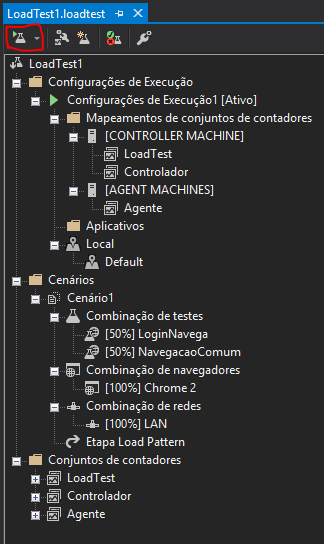 LoadTest1.loadtest
LoadTest1
Configurações de Execução
Configurações de Execução1 [Ativo]
Mapeamentos de conjuntos de contadores
[CONTROLLER MACHINE]
LoadTest
Controlador
[AGENT MACHINES]
Agente
Aplicativos
Local
Default
Cenários
Cenário1
Combinação de testes
[50%] LoginNavega
[50%] NavegacaoComum
Combinação de navegadores
[100%] Chrome 2
Combinação de redes
[100%] LAN
Etapa Load Pattern
Conjuntos de contadores
LoadTest
Controlador
Agente